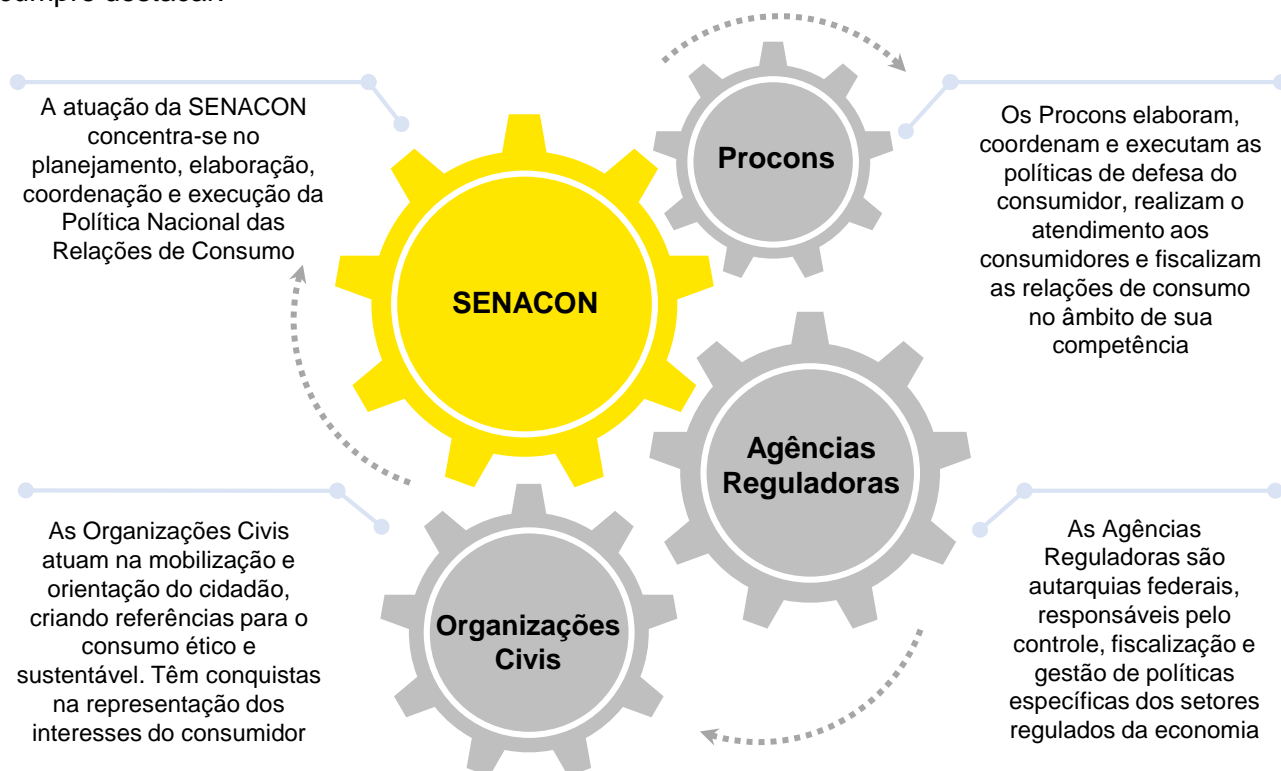 cumpre destacar:
A atuação da SENACON
concentra-se no
planejamento, elaboração,
coordenação e execução da
Política Nacional das
Relações de Consumo
SENACON
Procons
Os Procons elaboram,
coordenam e executam as
políticas de defesa do
consumidor, realizam o
atendimento aos
consumidores e fiscalizam
as relações de consumo
no âmbito de sua
competência
Agências
Reguladoras
As Organizações Civis
atuam na mobilização e
orientação do cidadão,
criando referências para o
consumo ético e
sustentável. Têm conquistas
na representação dos
interesses do consumidor
Organizações
Civis
As Agências
Reguladoras são
autarquias federais,
responsáveis pelo
controle, fiscalização e
gestão de políticas
específicas dos setores
regulados da economia